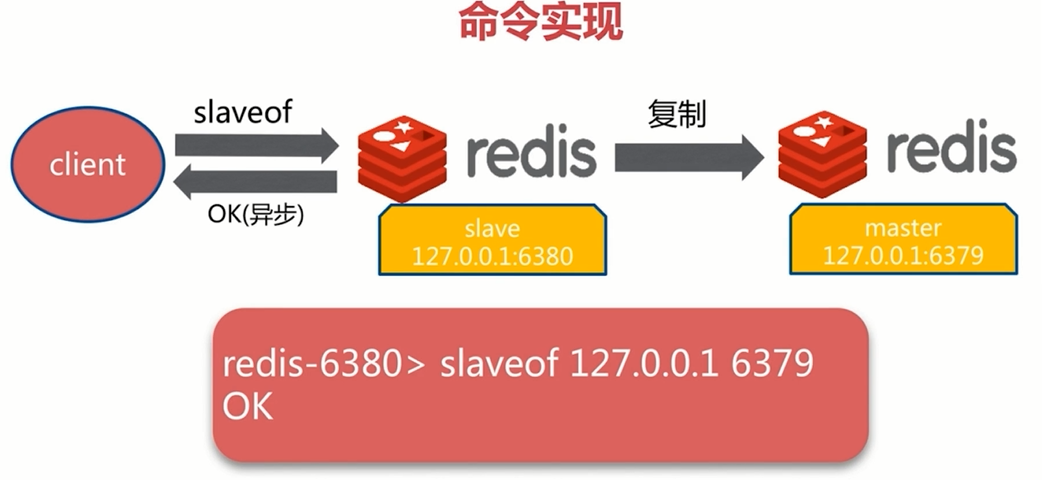 命令实现
slaveof
复制
client
redis
redis
OK(异步)
slave
127.0.0.1:6380
master
127.0.0.1:6379
redis-6380> slaveof 127.0.0.1 6379
OK